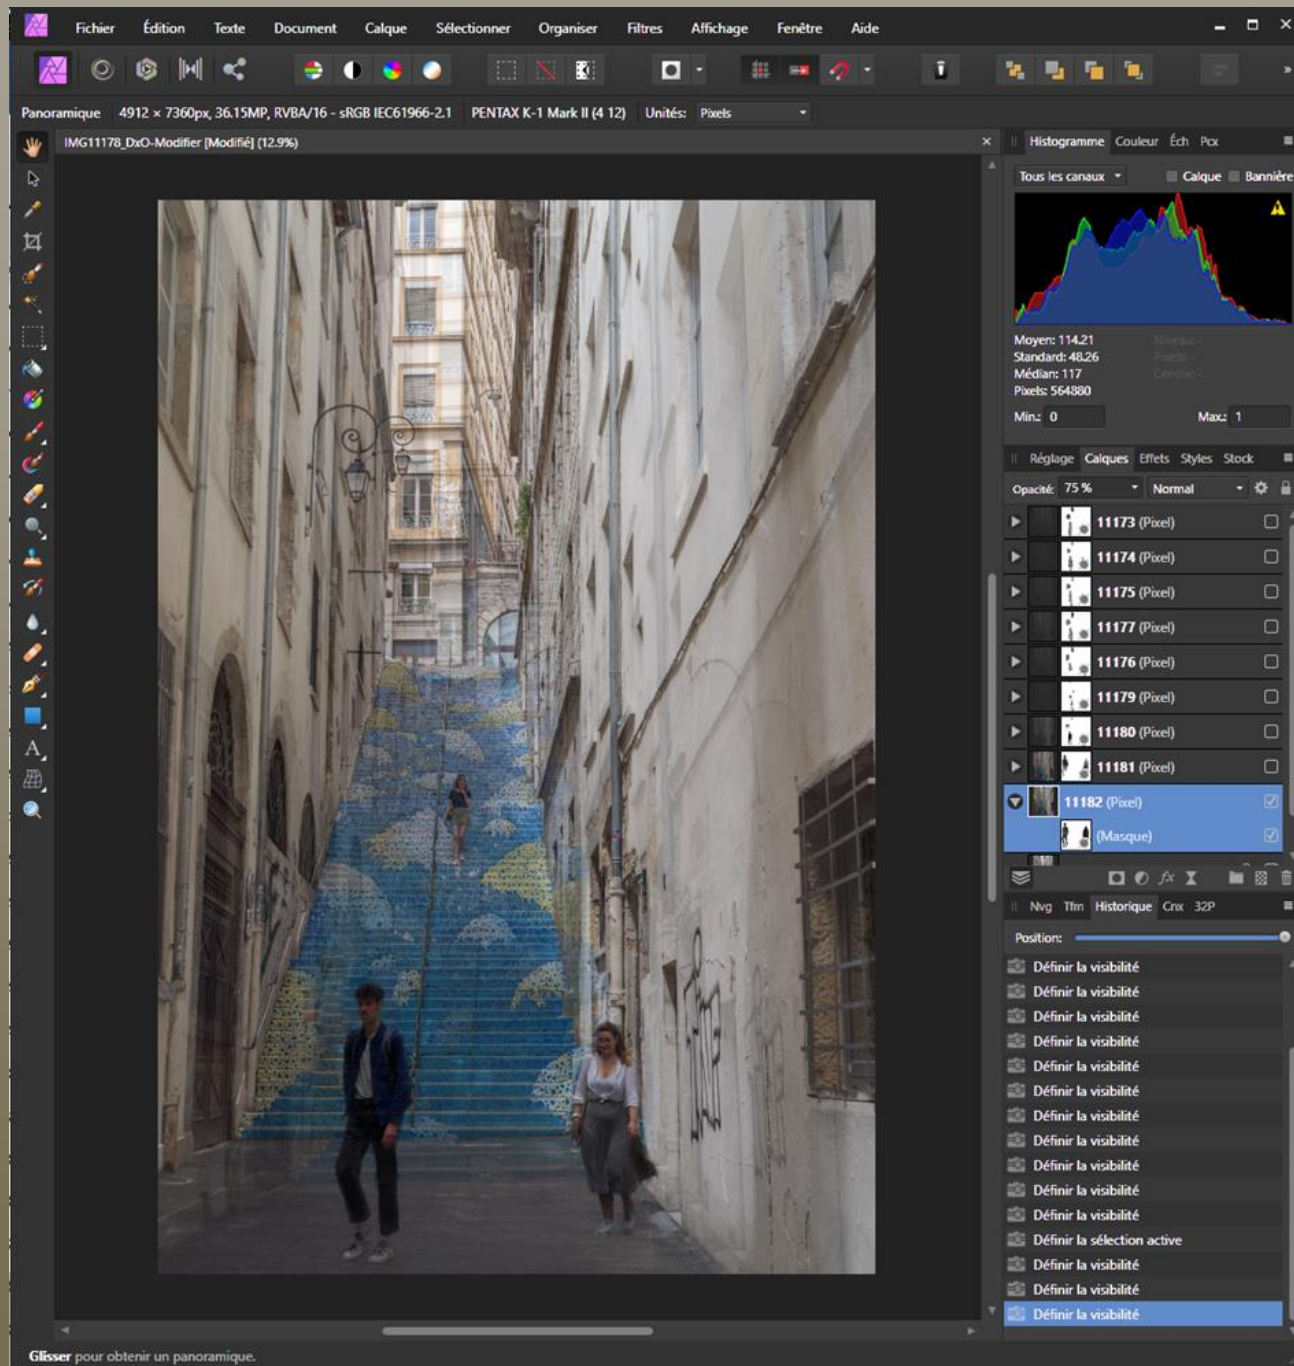 Fichier Édition Texte Document Calque Sélectionner Organiser Filtres Affichage Fenêtre Aide
Panoramique 4912 × 7360px, 36.15MP, RVBA/16 - sRGB IEC61966-2.1 PENTAX K-1 Mark II (4 12) Unités: Pixels
IMG11178_DxO-Modifier [Modifié] (12.9%)
Histogramme Couleur Éch Pcx
Tous les canaux Calque Bannière
Moyen: 114.21 Niveau: -
Standard: 48.26 Pixels: -
Médian: 117 Centile: -
Pixels: 564880
Min.: 0 Max.: 1
Réglage Calques Effets Styles Stock
Opacité: 75 % Normal
11173 (Pixel)
11174 (Pixel)
11175 (Pixel)
11177 (Pixel)
11176 (Pixel)
11179 (Pixel)
11180 (Pixel)
11181 (Pixel)
11182 (Pixel)
(Masque)
fx
Nvg Tfm Historique Cnx 32P
Position:
Définir la visibilité
Définir la visibilité
Définir la visibilité
Définir la visibilité
Définir la visibilité
Définir la visibilité
Définir la visibilité
Définir la visibilité
Définir la visibilité
Définir la visibilité
Définir la visibilité
Définir la sélection active
Définir la visibilité
Définir la visibilité
Définir la visibilité
A
Glisser pour obtenir un panoramique.